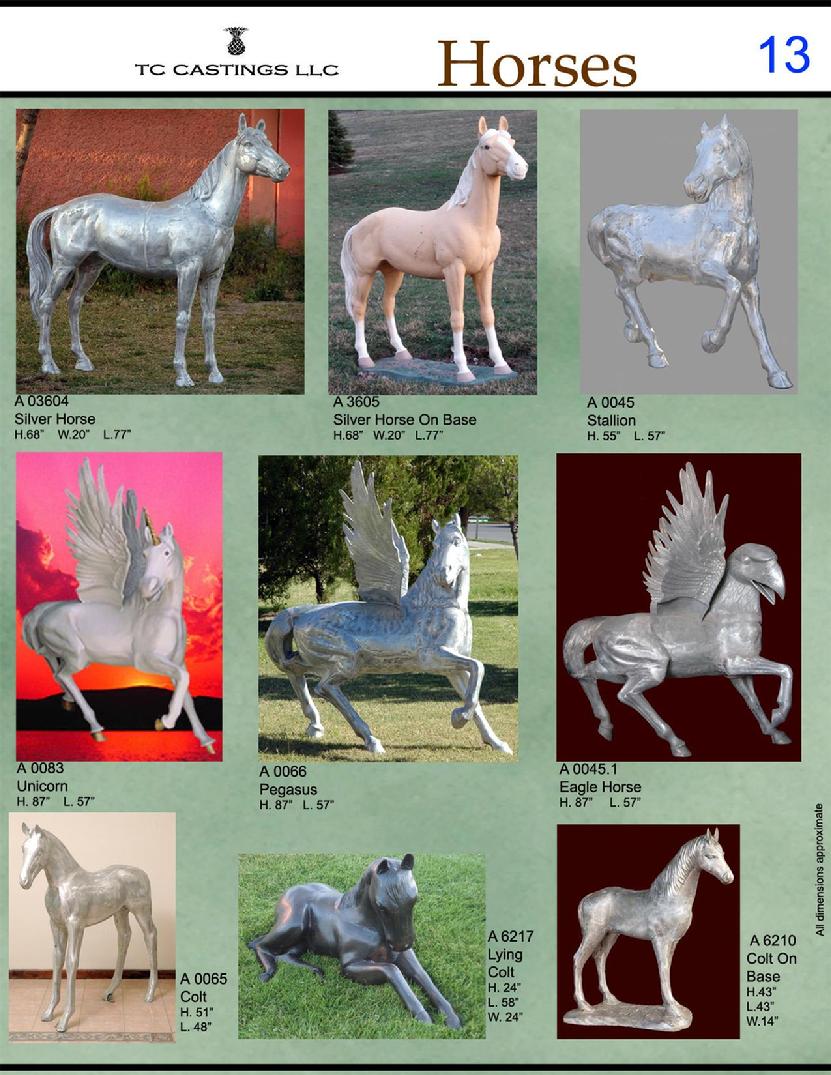 TC CASTINGS LLC
Horses
13
A 03604
Silver Horse
H.68" W.20" L.77"
A 3605
Silver Horse On Base
H.68" W.20" L.77"
A 0045
Stallion
H. 55" L. 57"
A 0083
Unicorn
H. 87" L. 57"
A 0066
Pegasus
H. 87" L. 57"
A 0045.1
Eagle Horse
H. 87" L. 57"
A 0065
Colt
H. 51"
L. 48"
A 6217
Lying
Colt
H. 24"
L. 58"
W. 24"
A 6210
Colt On
Base
H.43"
L.43"
W.14"
All dimensions approximate